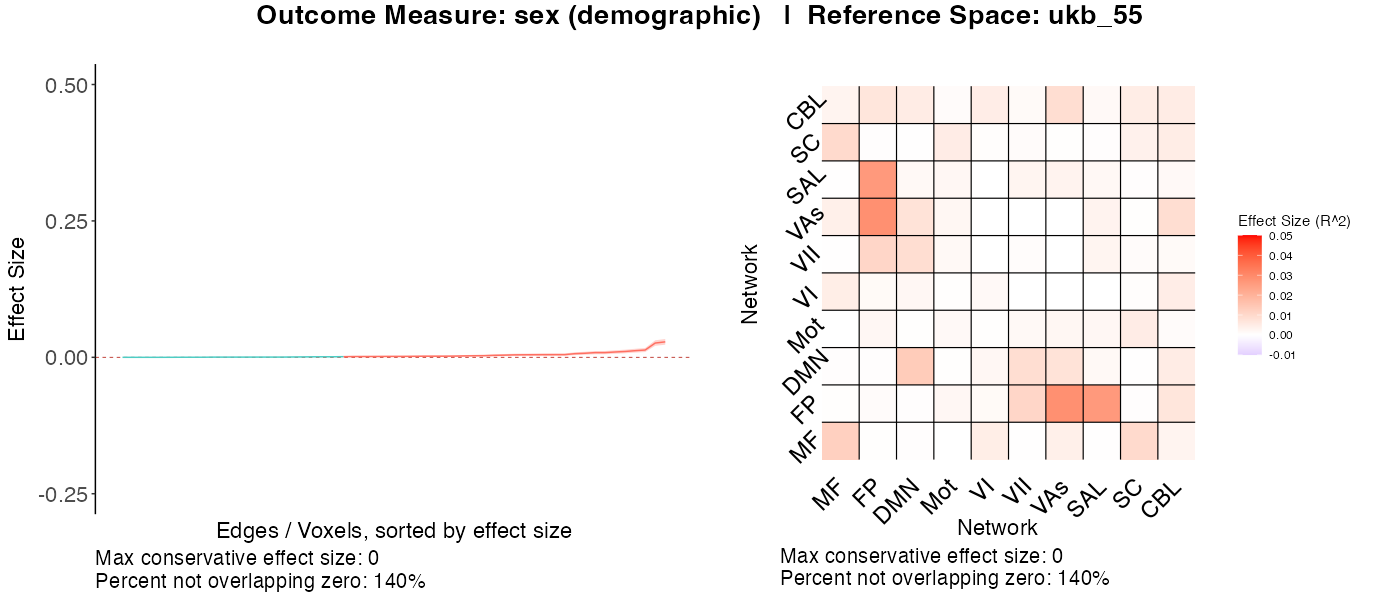 Outcome Measure: sex (demographic) | Reference Space: ukb_55
0.50
0.25
0.00
-0.25
Effect Size
Edges / Voxels, sorted by effect size
Max conservative effect size: 0
Percent not overlapping zero: 140%
Network
CBL
SC
SAL
VAs
VII
VI
Mot
DMN
FP
MF
MF FP DMN Mot VI VII VAs SAL SC CBL
Network
Max conservative effect size: 0
Percent not overlapping zero: 140%
Effect Size (R^2)
0.05
0.04
0.03
0.02
0.01
0.00
-0.01